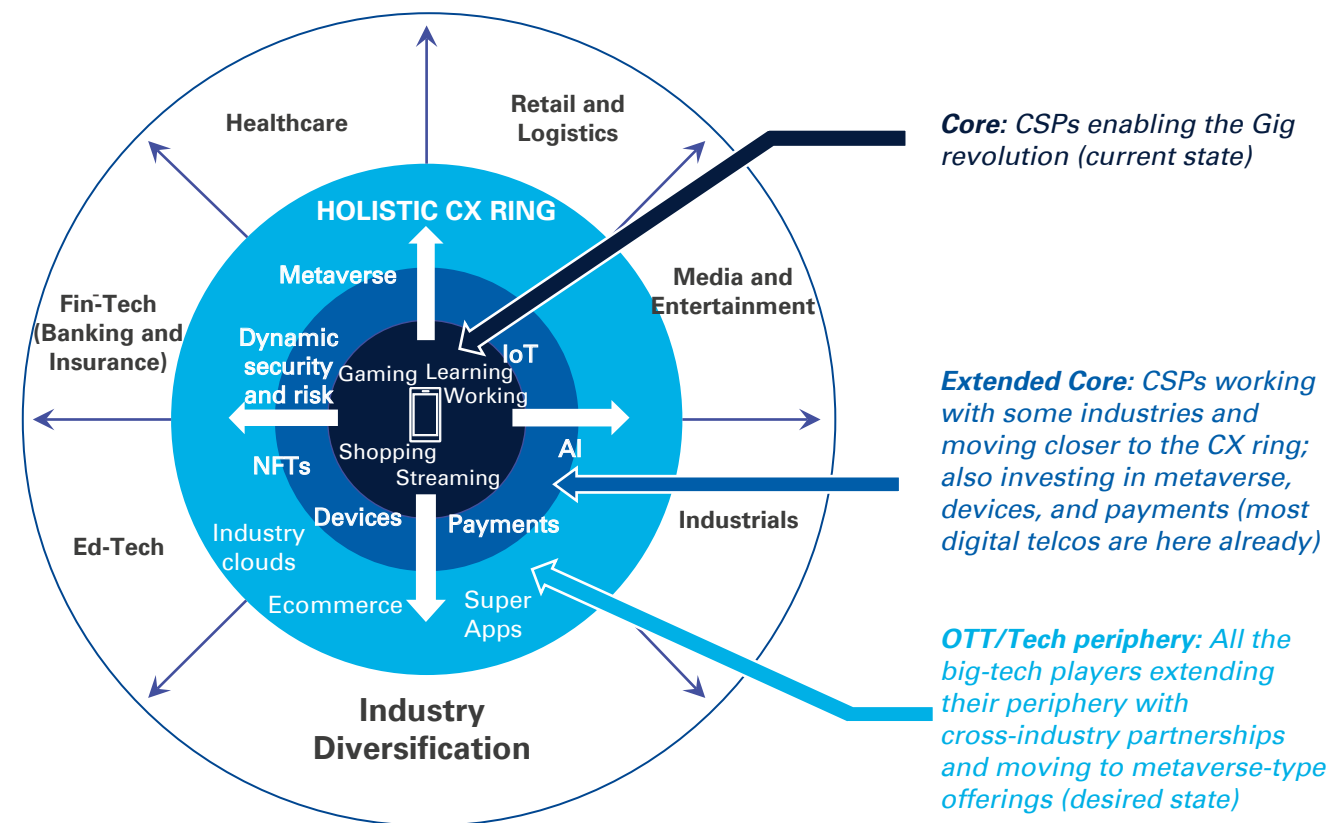 Healthcare
Retail and
Logistics
Core: CSPs enabling the Gig
revolution (current state)
HOLISTIC CX RING
Metaverse
Media and
Entertainment
Fin-Tech
(Banking and
Insurance)
Dynamic
security
and risk
IoT
Gaming
Learning
Working
Shopping
Streaming
AI
NFTs
Devices
Payments
Extended Core: CSPs working
with some industries and
moving closer to the CX ring;
also investing in metaverse,
devices, and payments (most
digital telcos are here already)
Industrials
Ed-Tech
Industry
clouds
Ecommerce
Super
Apps
OTT/Tech periphery: All the
big-tech players extending
their periphery with
cross-industry partnerships
and moving to metaverse-type
offerings (desired state)
Industry
Diversification